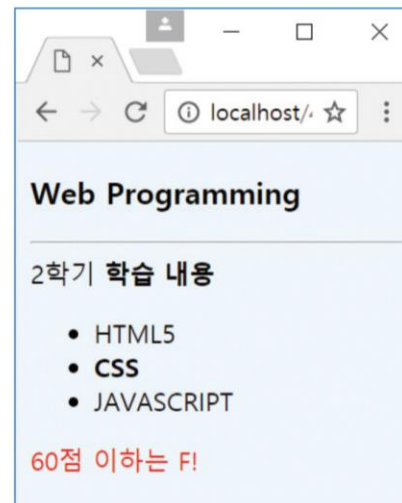 localhost/
Web Programming
2학기 학습 내용
HTML5
CSS
JAVASCRIPT
60점 이하는 F!